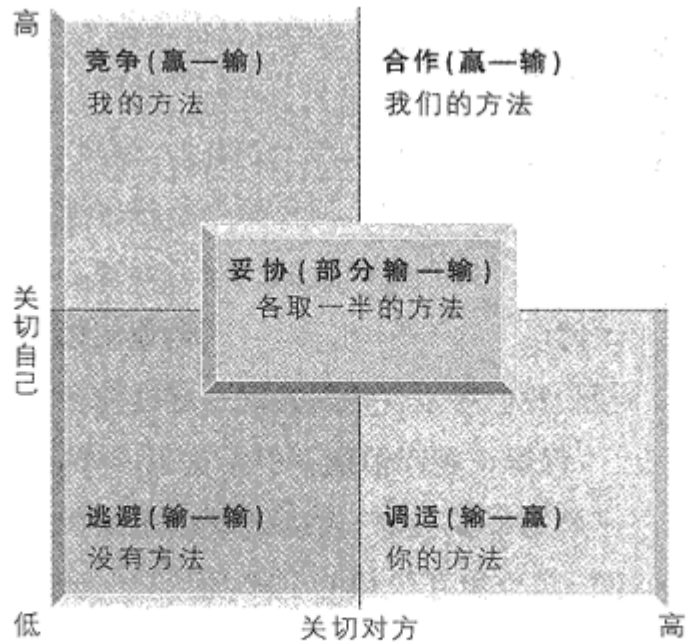 高
竞争(赢—输)
我的方法
合作(赢—输)
我们的方法
妥协(部分输—输)
各取一半的方法
关切自己
逃避(输—输)
没有方法
调适(输—赢)
你的方法
低
关切对方
高